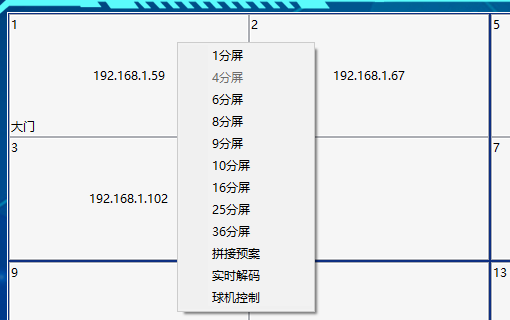 1
2
5
192.168.1.59
192.168.1.67
大门
3
7
192.168.1.102
9
13
1分屏
4分屏
6分屏
8分屏
9分屏
10分屏
16分屏
25分屏
36分屏
拼接预案
实时解码
球机控制